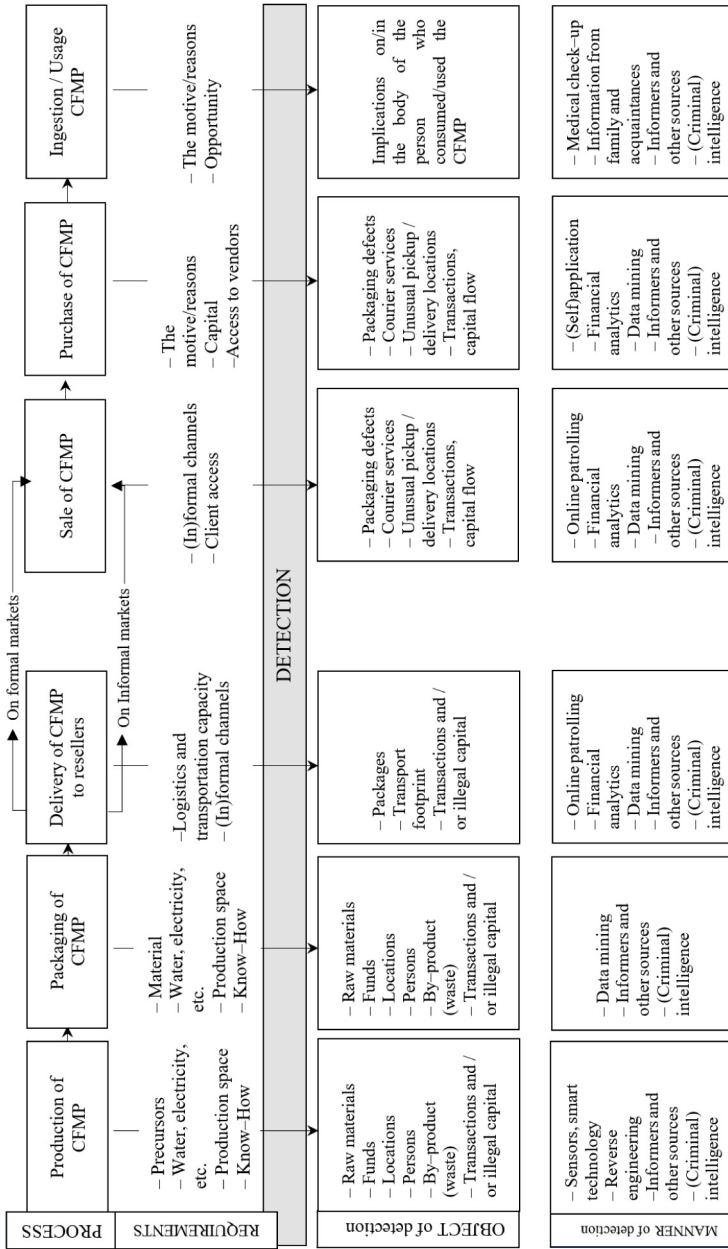 PROCESS
Production of
CFMP
Packaging of
CFMP
Delivery of CFMP
to resellers
On formal markets
On Informal markets
Sale of CFMP
Purchase of CFMP
Ingestion / Usage
CFMP
REQUIREMENTS
– Precursors
– Water, electricity,
etc.
– Production space
– Know–How
– Material
– Water, electricity,
etc.
– Production space
– Know–How
–Logistics and
transportation capacity
– (In)formal channels
– (In)formal channels
– Client access
– The
motive/reasons
– Capital
–Access to vendors
– The motive/reasons
– Opportunity
DETECTION
OBJECT of detection
– Raw materials
– Funds
– Locations
– Persons
– By–product
(waste)
– Transactions and /
or illegal capital
– Raw materials
– Funds
– Locations
– Persons
– By–product
(waste)
– Transactions and /
or illegal capital
– Packages
– Transport
footprint
– Transactions and /
or illegal capital
– Packaging defects
– Courier services
– Unusual pickup /
delivery locations
– Transactions,
capital flow
– Packaging defects
– Courier services
– Unusual pickup /
delivery locations
– Transactions,
capital flow
Implications on/in
the body of the
person who
consumed/used the
CFMP
MANNER of detection
– Sensors, smart
technology
– Reverse
engineering
–Informers and
other sources
– (Criminal)
intelligence
– Data mining
– Informers and
other sources
– (Criminal)
intelligence
– Online patrolling
– Financial
analytics
– Data mining
– Informers and
other sources
– (Criminal)
intelligence
– Online patrolling
– Financial
analytics
– Data mining
– Informers and
other sources
– (Criminal)
intelligence
– (Self)application
– Financial
analytics
– Data mining
– Informers and
other sources
– (Criminal)
intelligence
– Medical check–up
– Information from
family and
acquaintances
– Informers and
other sources
– (Criminal)
intelligence